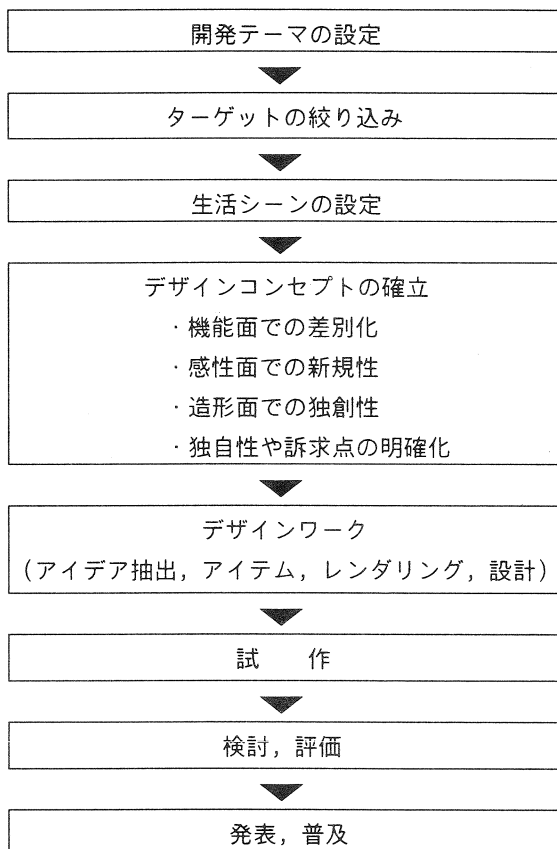 開発テーマの設定
ターゲットの絞り込み
生活シーンの設定
デザインコンセプトの確立
・機能面での差別化
・感性面での新規性
・造形面での独創性
・独自性や訴求点の明確化
デザインワーク
(アイデア抽出,アイテム,レンダリング,設計)
試　作
検討,評価
発表,普及